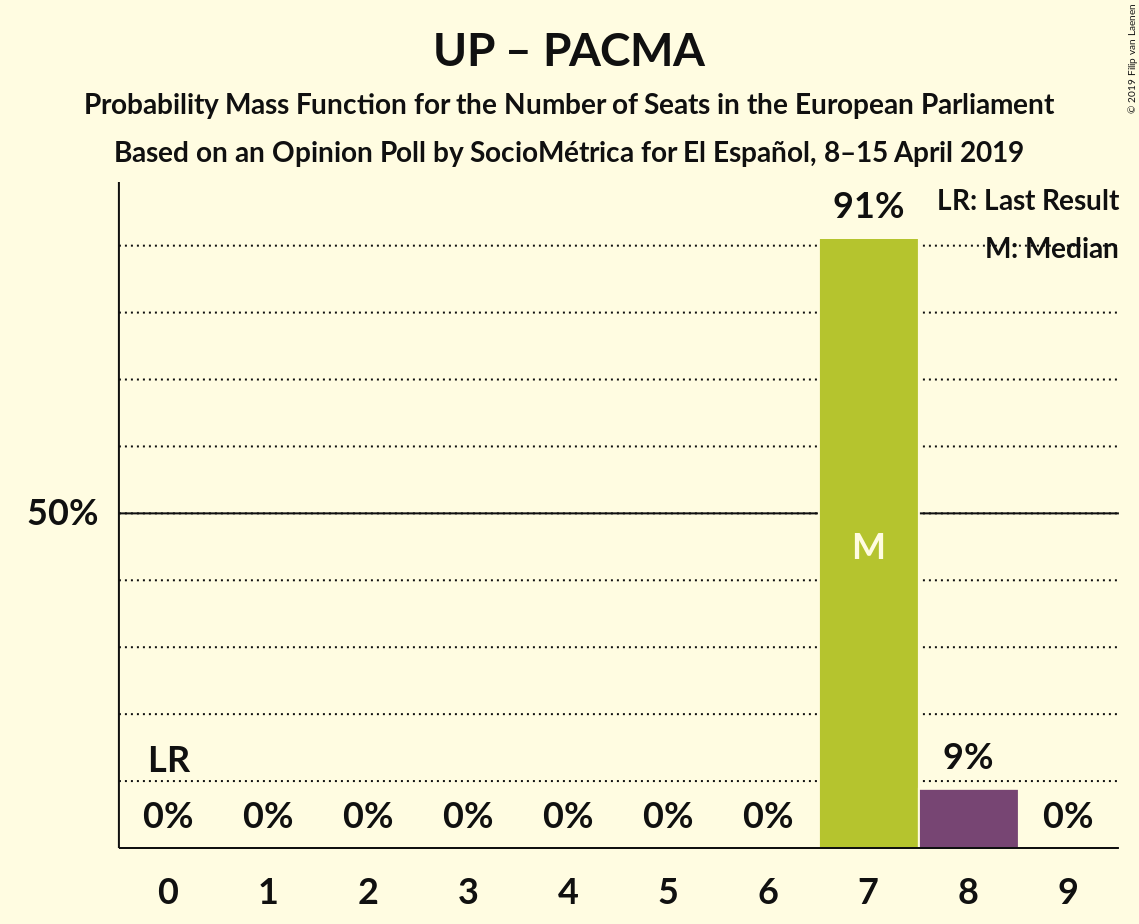 UP – PACMA
Probability Mass Function for the Number of Seats in the European Parliament
Based on an Opinion Poll by SocioMétrica for El Español, 8–15 April 2019
© 2019 Filip van Laenen
LR: Last Result
M: Median
91%
50%
M
LR
9%
0% 0% 0% 0% 0% 0% 0% 0%
0 1 2 3 4 5 6 7 8 9